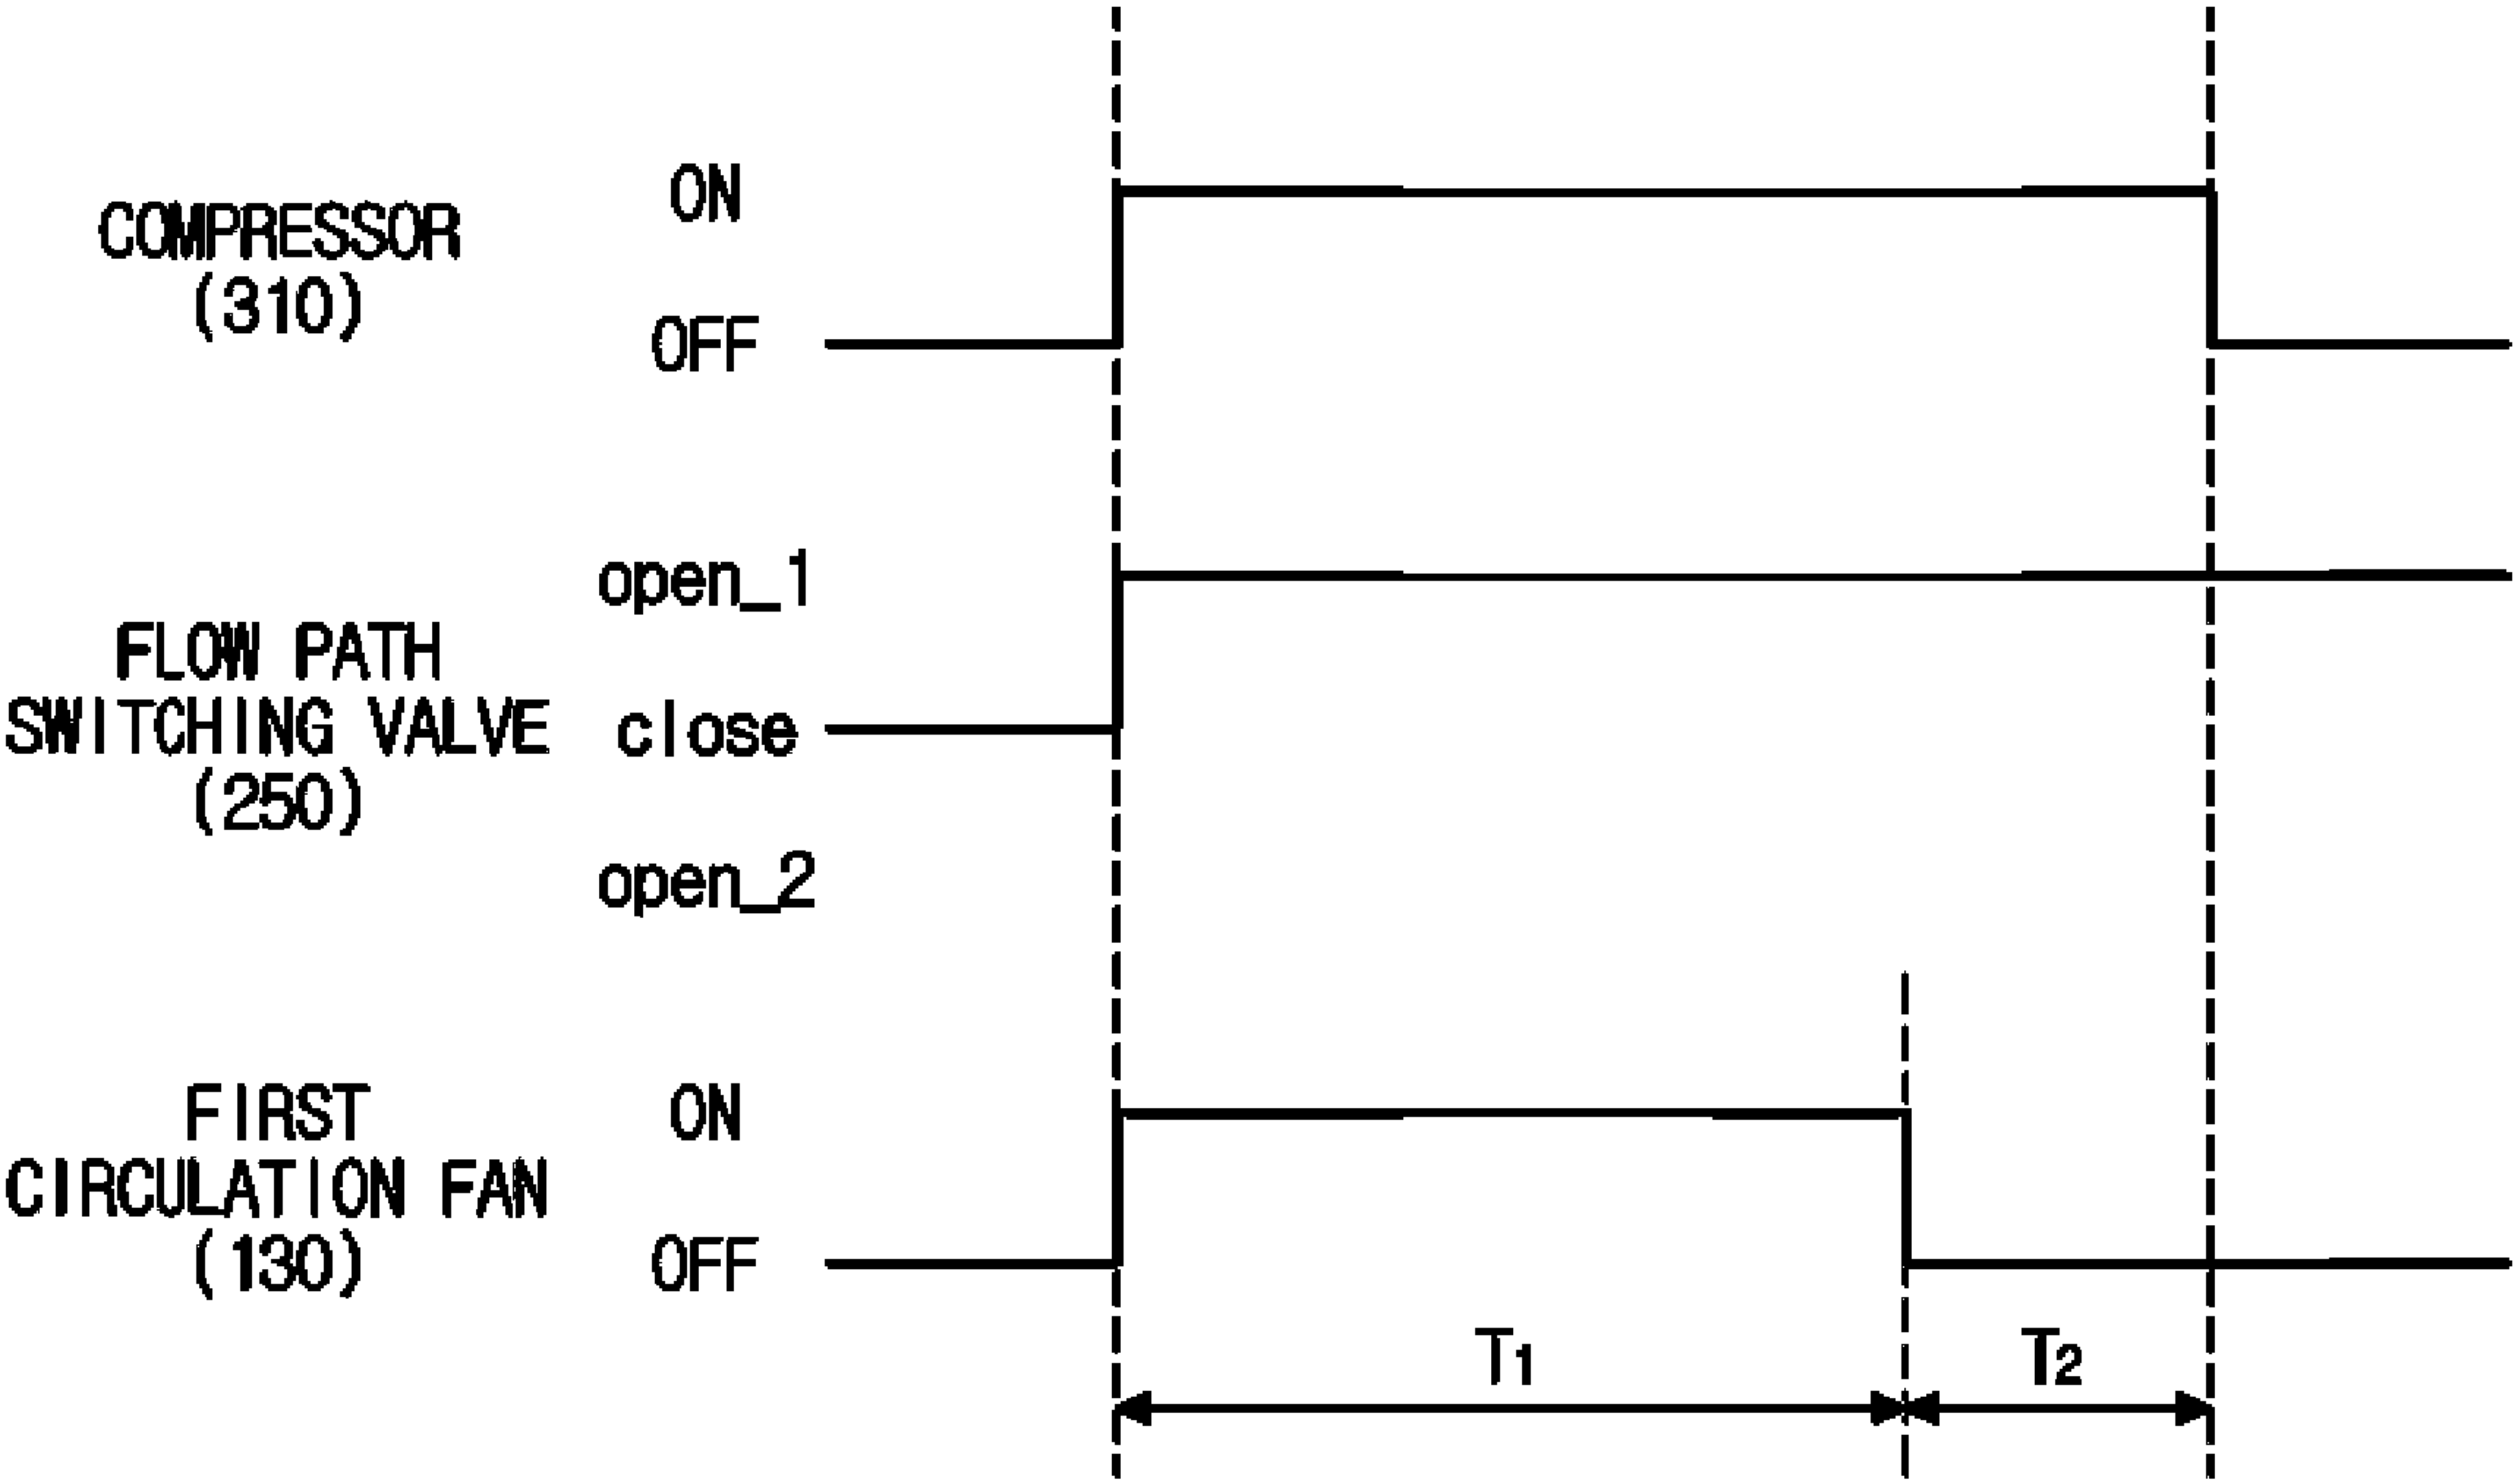 COMPRESSOR
(310)
ON
OFF
FLOW PATH
SWITCHING VALVE
(250)
open_1
close
open_2
FIRST
CIRCULATION FAN
(130)
ON
OFF
T1
T2